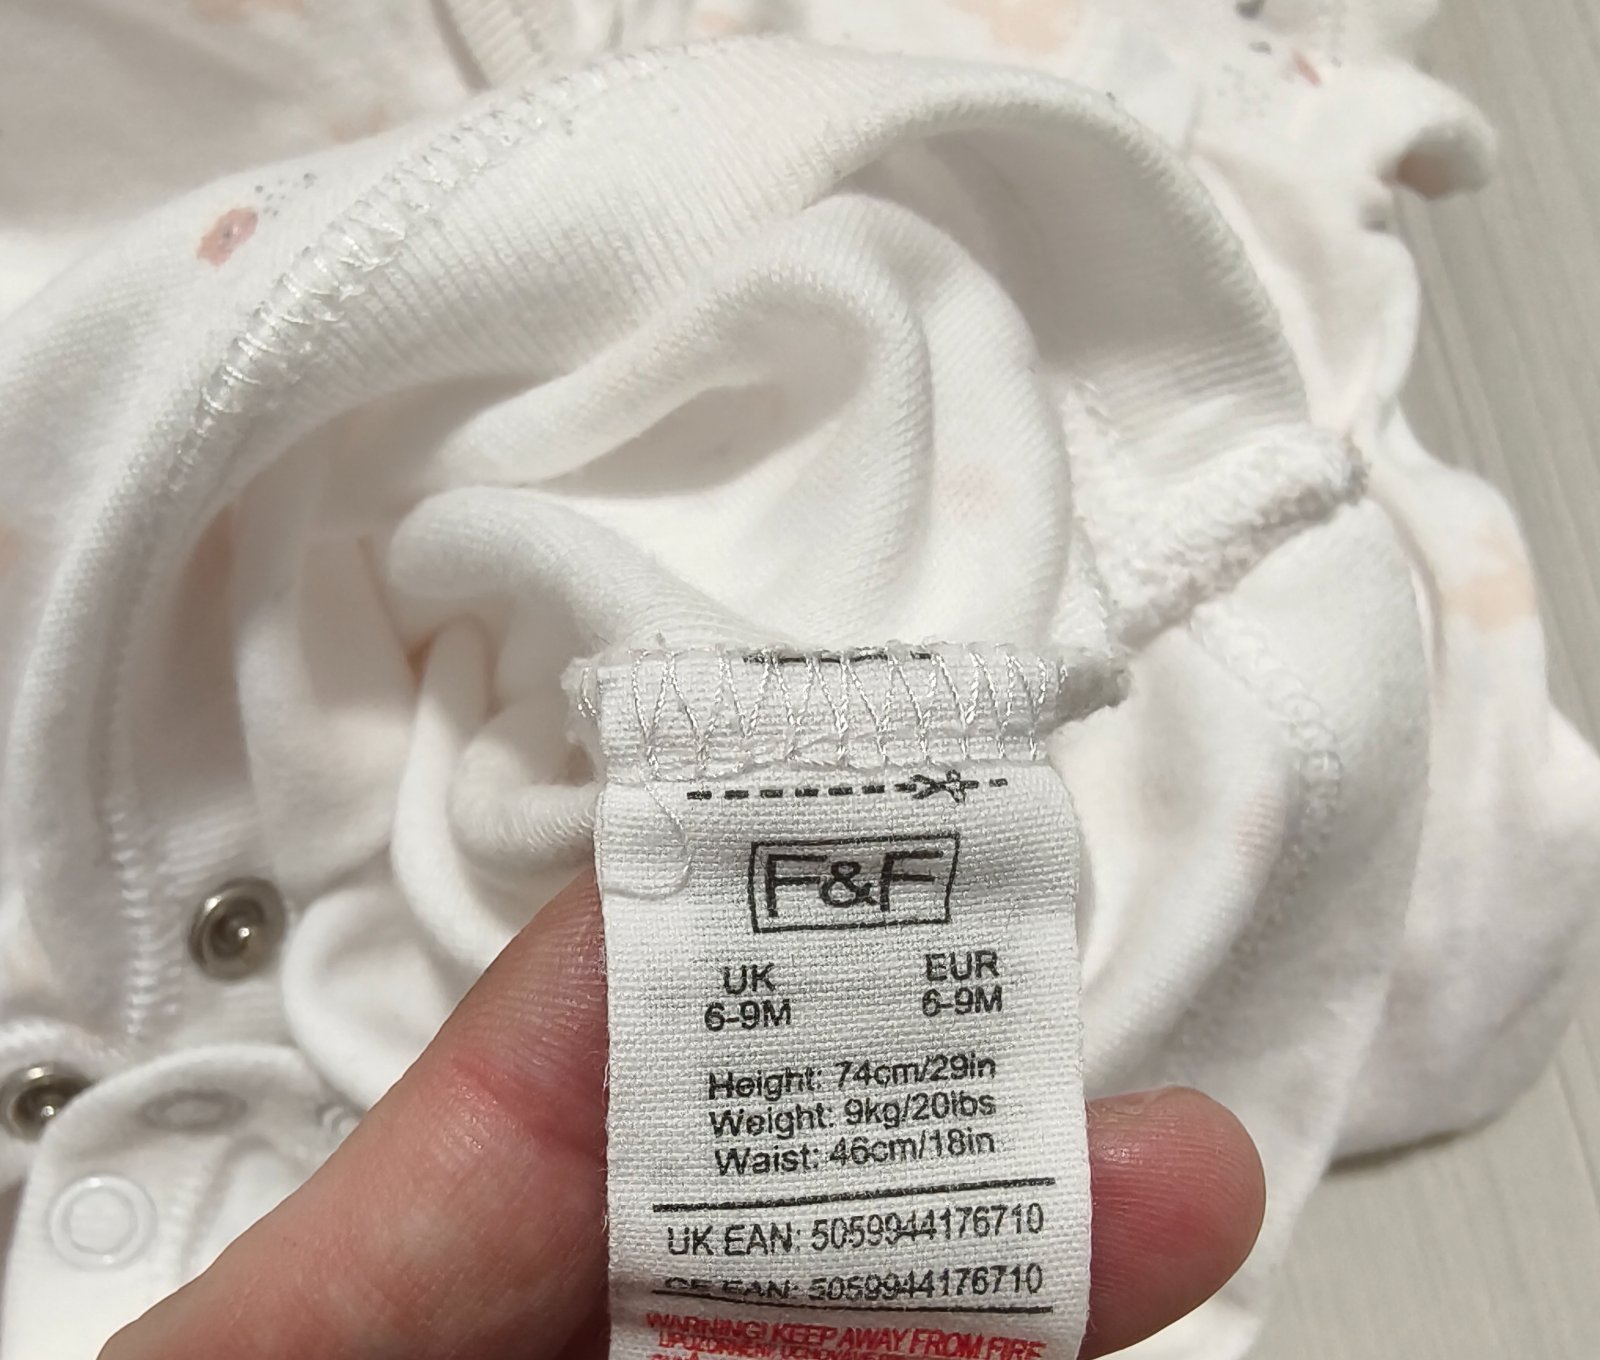 F&F
UK EUR
6-9M 6-9M
Height: 74cm/29in
Weight: 9kg/20lbs
Waist: 46cm/18in
UK EAN: 5059944176710
CE EAN: 5059944176710
WARNING! KEEP AWAY FROM FIRE